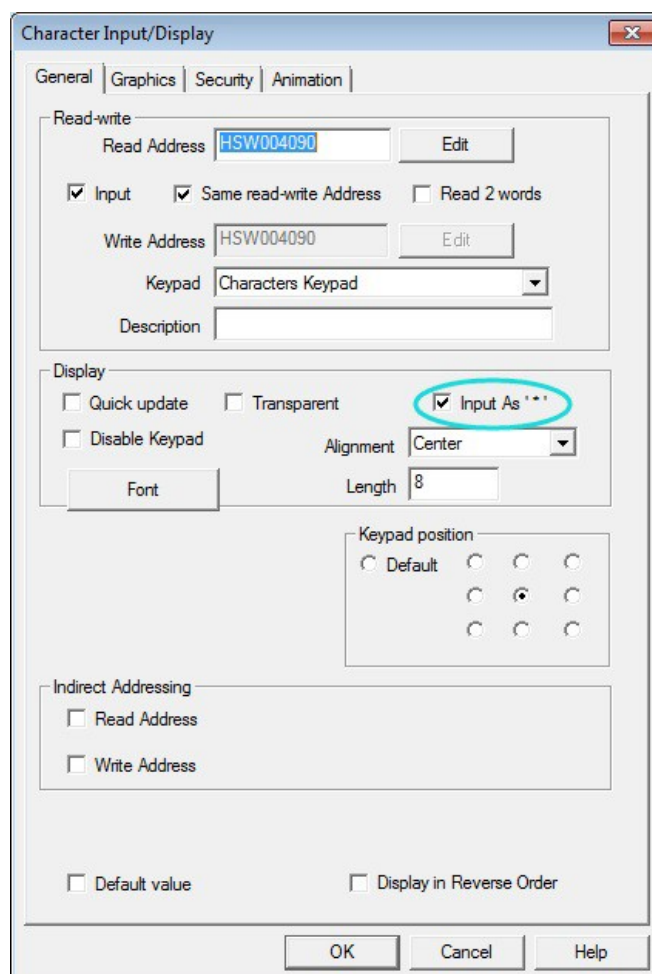 Character Input/Display
General Graphics Security Animation
Read-write
Read Address HSW004090 Edit
Input Same read-write Address Read 2 words
Write Address HSW004090 Edit
Keypad Characters Keypad
Description
Display
Quick update Transparent Input As '*'
Disable Keypad Alignment Center
Font Length 8
Keypad position
Default
Indirect Addressing
Read Address
Write Address
Default value Display in Reverse Order
OK Cancel Help